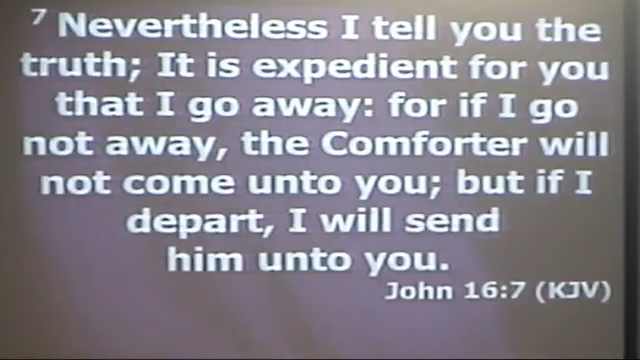 7 Nevertheless I tell you the
truth; It is expedient for you
that I go away: for if I go
not away, the Comforter will
not come unto you; but if I
depart, I will send
him unto you.
John 16:7 (KJV)